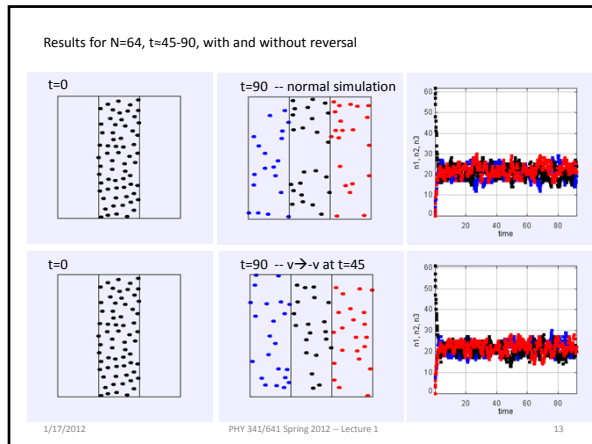 Results for N=64, t≈45-90, with and without reversal
t=0
t=90 -- normal simulation
60
50
40
30
20
10
0
n1, n2, n3
20 40 60 80
time
t=0
t=90 -- v→-v at t=45
60
50
40
30
20
10
0
n1, n2, n3
20 40 60 80
time
1/17/2012 PHY 341/641 Spring 2012 -- Lecture 1 13